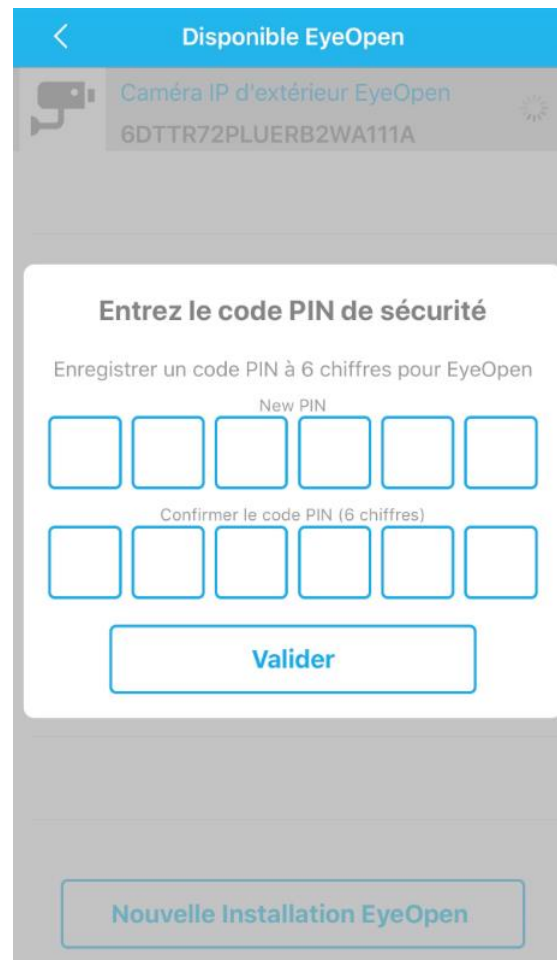 Disponible EyeOpen
Caméra IP d'extérieur EyeOpen
6DTTR72PLUERB2WA111A
Entrez le code PIN de sécurité
Enregistrer un code PIN à 6 chiffres pour EyeOpen
New PIN
Confirmer le code PIN (6 chiffres)
Valider
Nouvelle Installation EyeOpen